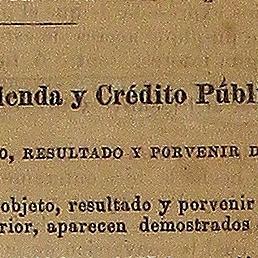 ienda y Crédito Públ
O, RESULTADO Y PORVENIR D
objeto, resultado y porvenir
rior, aparecen demostrados